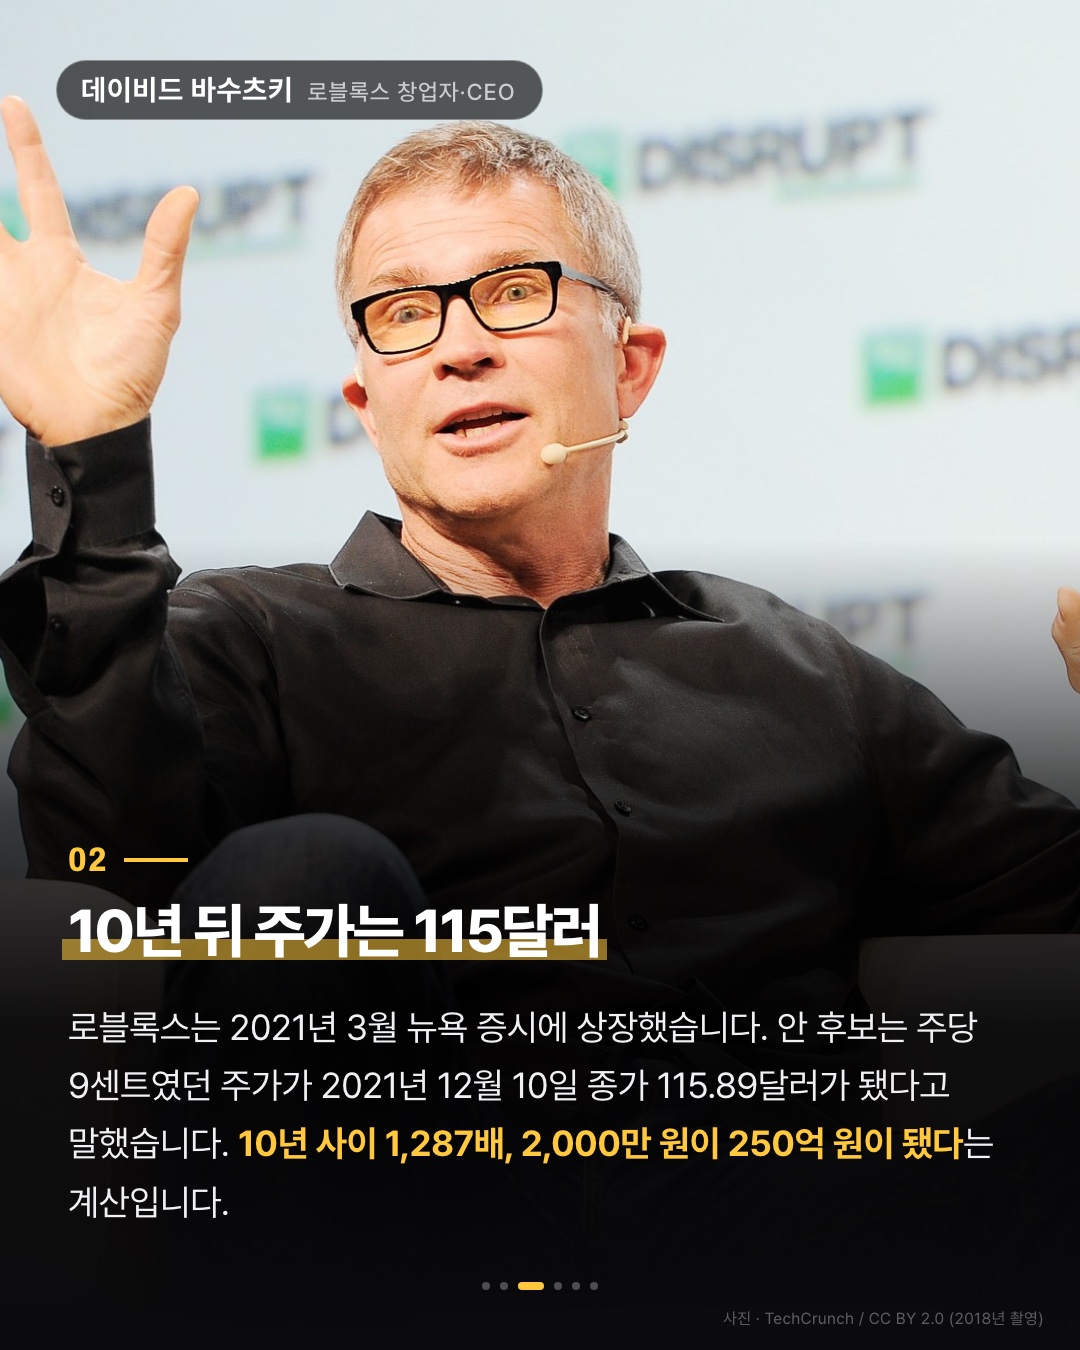 데이비드 바수츠키 로블록스 창업자·CEO
DISRUPT
DISRUPT
DISR
D
UPT
02
10년 뒤 주가는 115달러
로블록스는 2021년 3월 뉴욕 증시에 상장했습니다. 안 후보는 주당
9센트였던 주가가 2021년 12월 10일 종가 115.89달러가 됐다고
말했습니다. 10년 사이 1,287배, 2,000만 원이 250억 원이 됐다는
계산입니다.
사진 · TechCrunch / CC BY 2.0 (2018년 촬영)